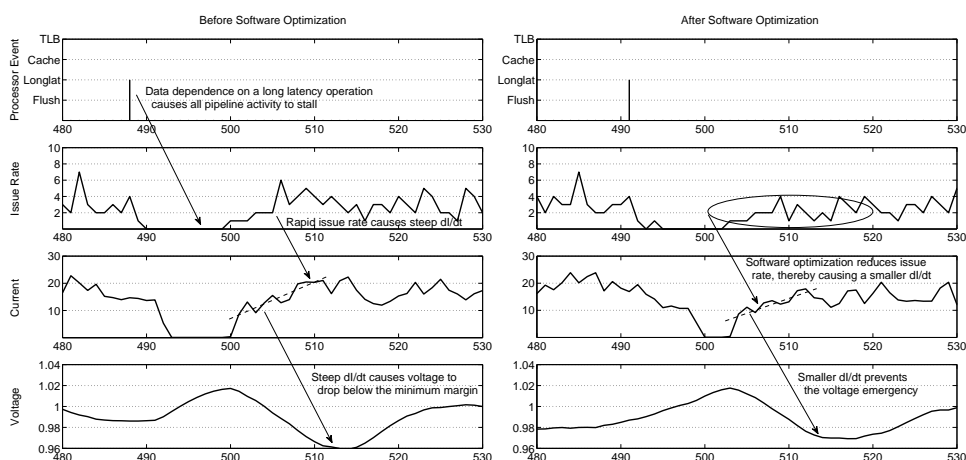 Before Software Optimization
After Software Optimization
Processor Event
TLB
Cache
Longlat
Flush
Data dependence on a long latency operation
causes all pipeline activity to stall
480 490 500 510 520 530
TLB
Cache
Longlat
Flush
480 490 500 510 520 530
Issue Rate
10
8
6
4
2
Rapid issue rate causes steep dI/dt
480 490 500 510 520 530
10
8
6
4
2
480 490 500 510 520 530
Current
30
20
10
0
480 490 500 510 520 530
30
20
10
0
Software optimization reduces issue
rate, thereby causing a smaller dI/dt
480 490 500 510 520 530
Voltage
1.04
1.02
1
0.98
0.96
Steep dI/dt causes voltage to
drop below the minimum margin
480 490 500 510 520 530
1.04
1.02
1
0.98
0.96
Smaller dI/dt prevents
the voltage emergency
480 490 500 510 520 530